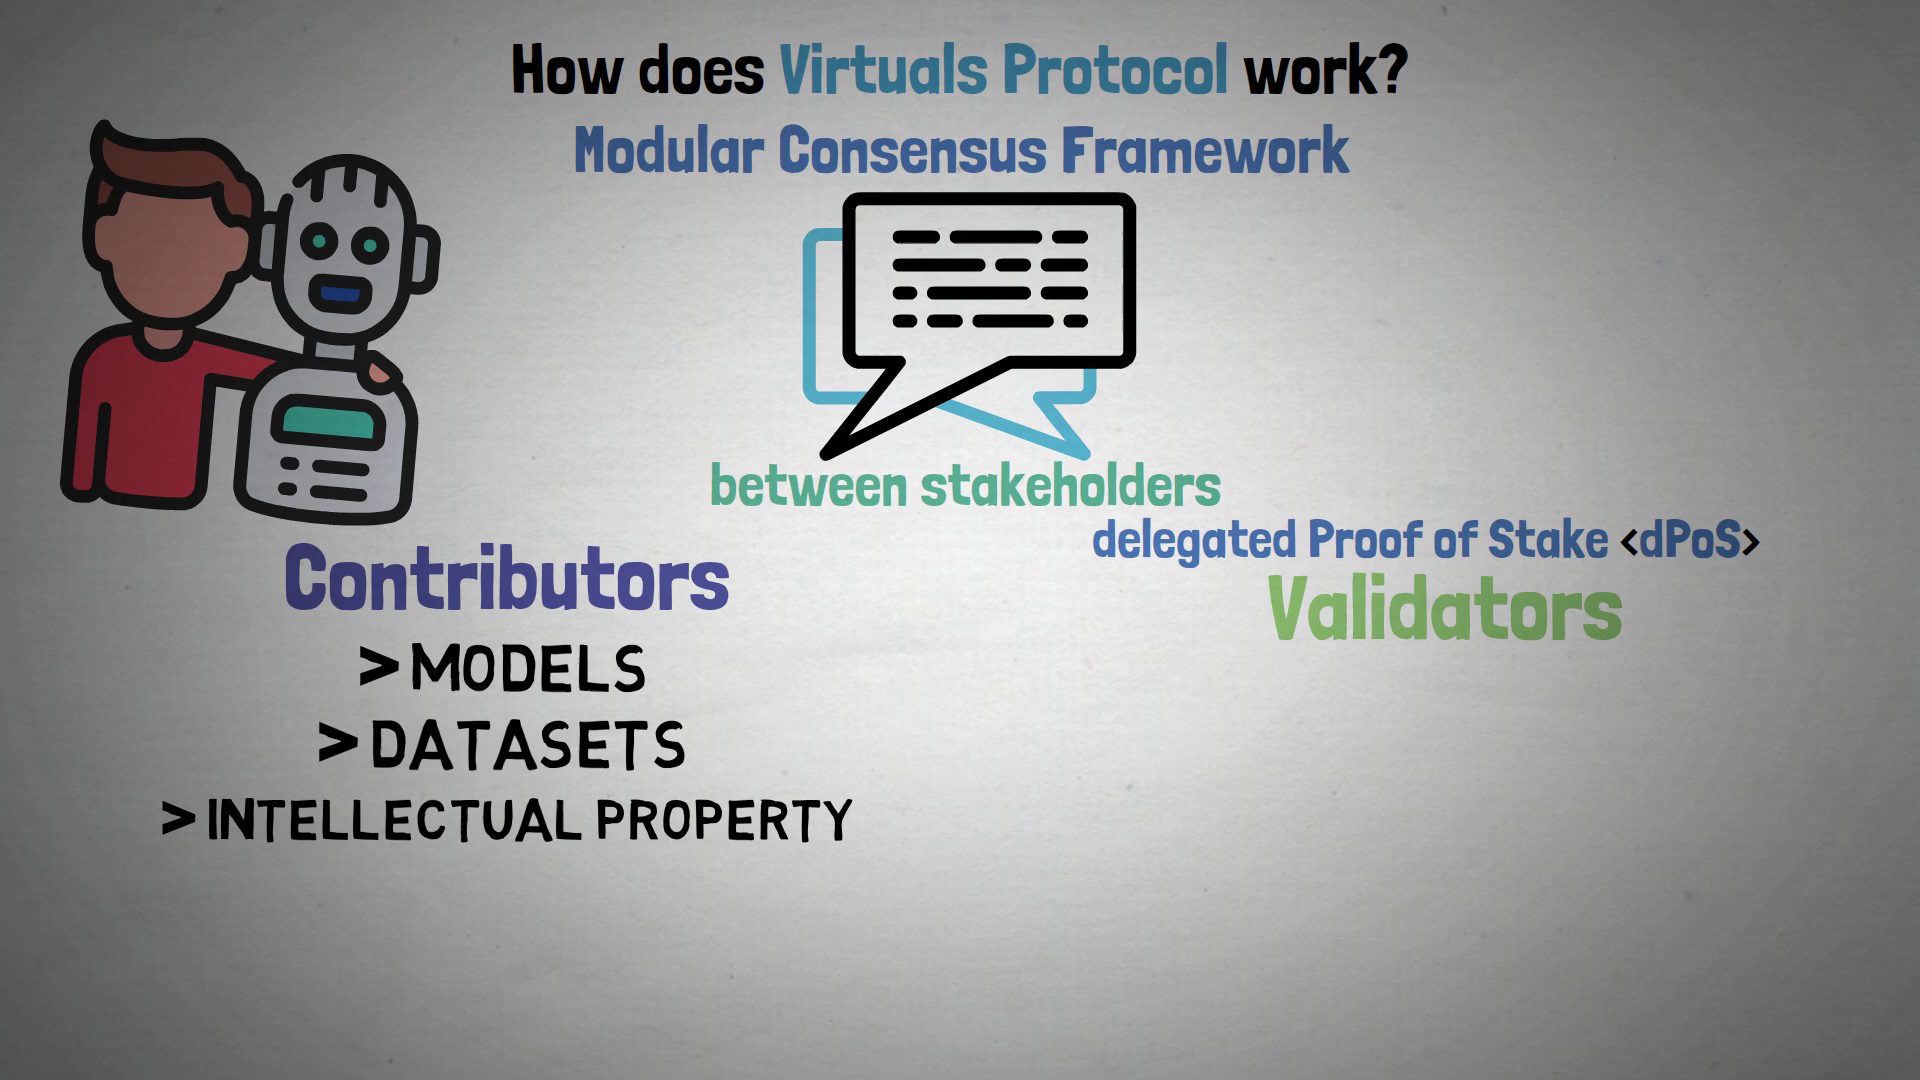 How does Virtuals Protocol work?
Modular Consensus Framework
between stakeholders
delegated Proof of Stake <dPoS>
Contributors
Validators
> MODELS
> DATASETS
> INTELLECTUAL PROPERTY